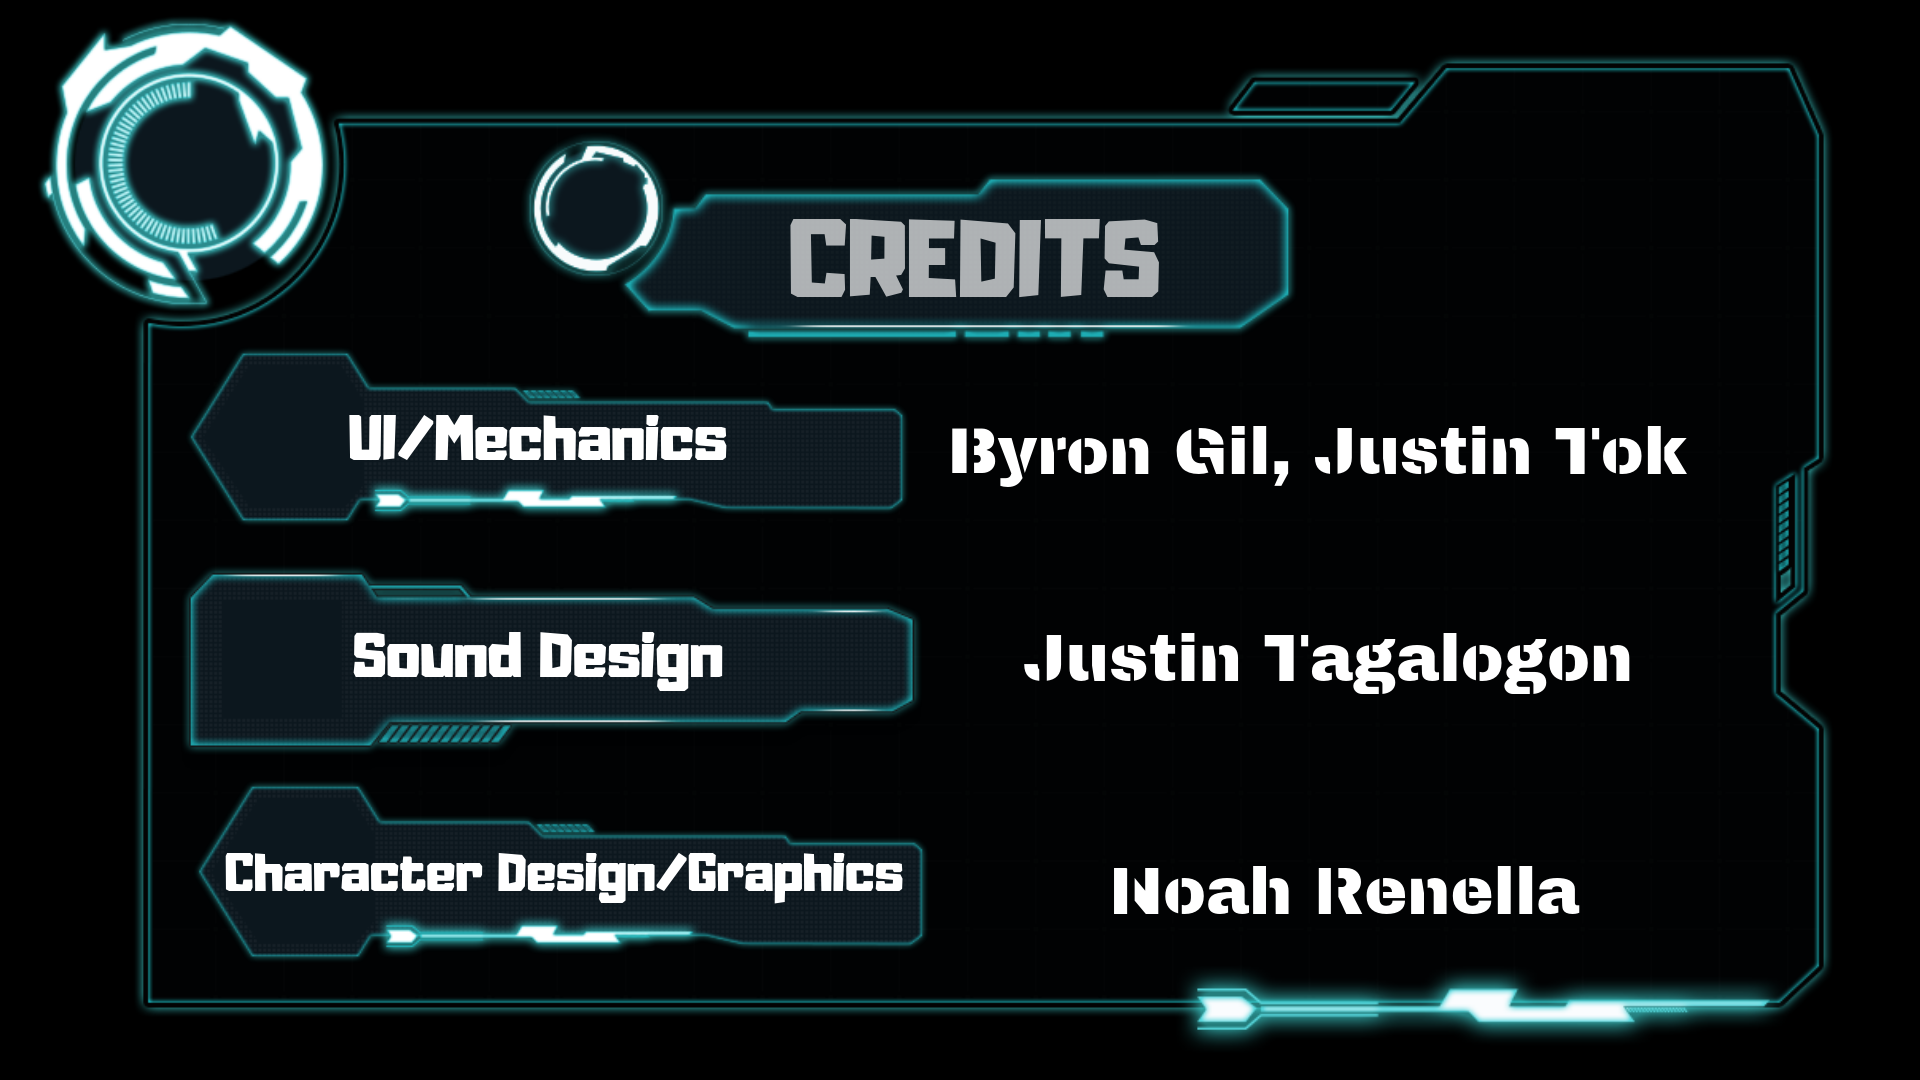 CREDITS
UI/Mechanics
Byron Gil, Justin Tok
Sound Design
Justin Tagalogon
Character Design/Graphics
Noah Renella